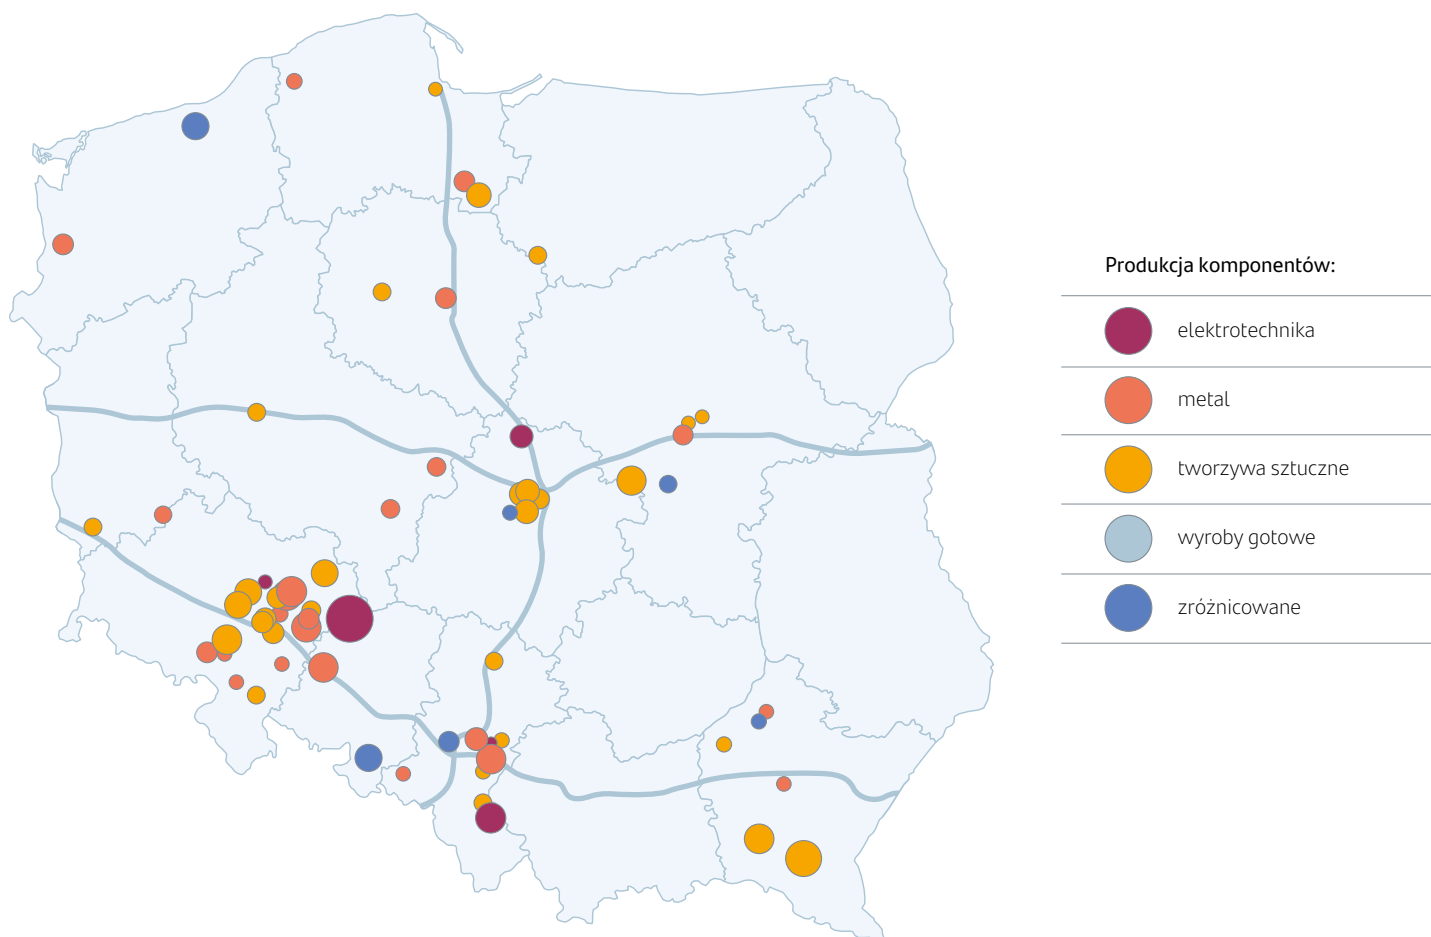 Produkcja komponentów:
elektrotechnika
metal
tworzywa sztuczne
wyroby gotowe
zróżnicowane